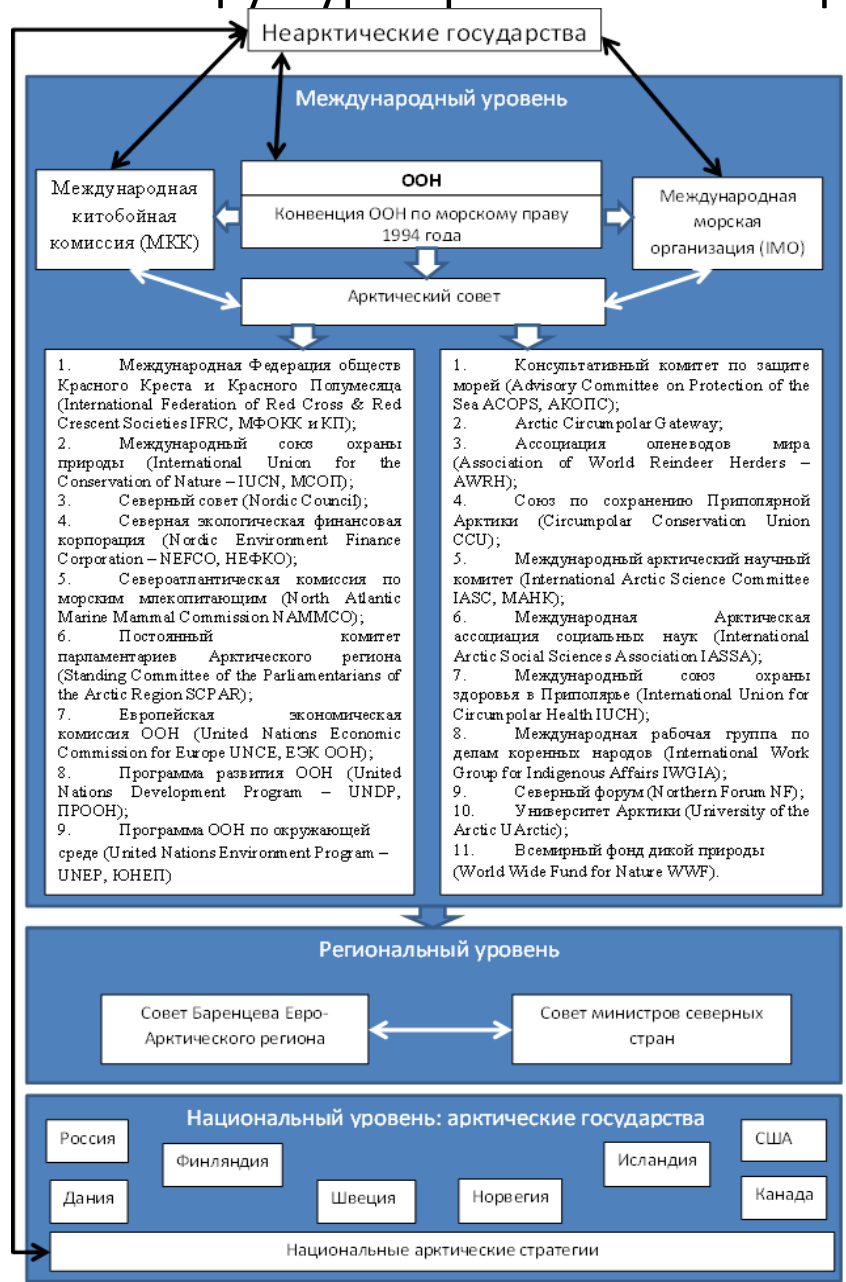 Неарктические государства
Международный уровень
Международная
китобойная
комиссия (МКК)
ООН
Конвенция ООН по морскому праву
1994 года
Международная
морская
организация (IMO)
Арктический совет
1. Международная Федерация обществ
Красного Креста и Красного Полумесяца
(International Federation of Red Cross & Red
Crescent Societies IFRC, МФОКК и КП);
2. Международный союз охраны
природы (International Union for the
Conservation of Nature – IUCN, МСОП);
3. Северный совет (Nordic Council);
4. Северная экологическая финансовая
корпорация (Nordic Environment Finance
Corporation – NEFCO, НЕФКО);
5. Североатлантическая комиссия по
морским млекопитающим (North Atlantic
Marine Mammal Commission NAMMCO);
6. Постоянный комитет
парламентариев Арктического региона
(Standing Committee of the Parliamentarians of
the Arctic Region SCPAR);
7. Европейская экономическая
комиссия ООН (United Nations Economic
Commission for Europe UNCE, ЕЭК ООН);
8. Программа развития ООН (United
Nations Development Program – UNDP,
ПРООН);
9. Программа ООН по окружающей
среде (United Nations Environment Program –
UNEP, ЮНЕП)
1. Консультативный комитет по защите
морей (Advisory Committee on Protection of the
Sea ACOPS, АКОПС);
2. Arctic Circumpolar Gateway;
3. Ассоциация оленеводов мира
(Association of World Reindeer Herders –
AWRH);
4. Союз по сохранению Приполярной
Арктики (Circumpolar Conservation Union
CCU);
5. Международный арктический научный
комитет (International Arctic Science Committee
IASC, МАНК);
6. Международная Арктическая
ассоциация социальных наук (International
Arctic Social Sciences Association IASSA);
7. Международный союз охраны
здоровья в Приполярье (International Union for
Circumpolar Health IUCH);
8. Международная рабочая группа по
делам коренных народов (International Work
Group for Indigenous Affairs IWGIA);
9. Северный форум (Northern Forum NF);
10. Университет Арктики (University of the
Arctic UArctic);
11. Всемирный фонд дикой природы
(World Wide Fund for Nature WWF).
Региональный уровень
Совет Баренцева Евро-
Арктического региона
Совет министров северных
стран
Национальный уровень: арктические государства
Россия
Финляндия
Исландия
США
Дания
Швеция
Норвегия
Канада
Национальные арктические стратегии